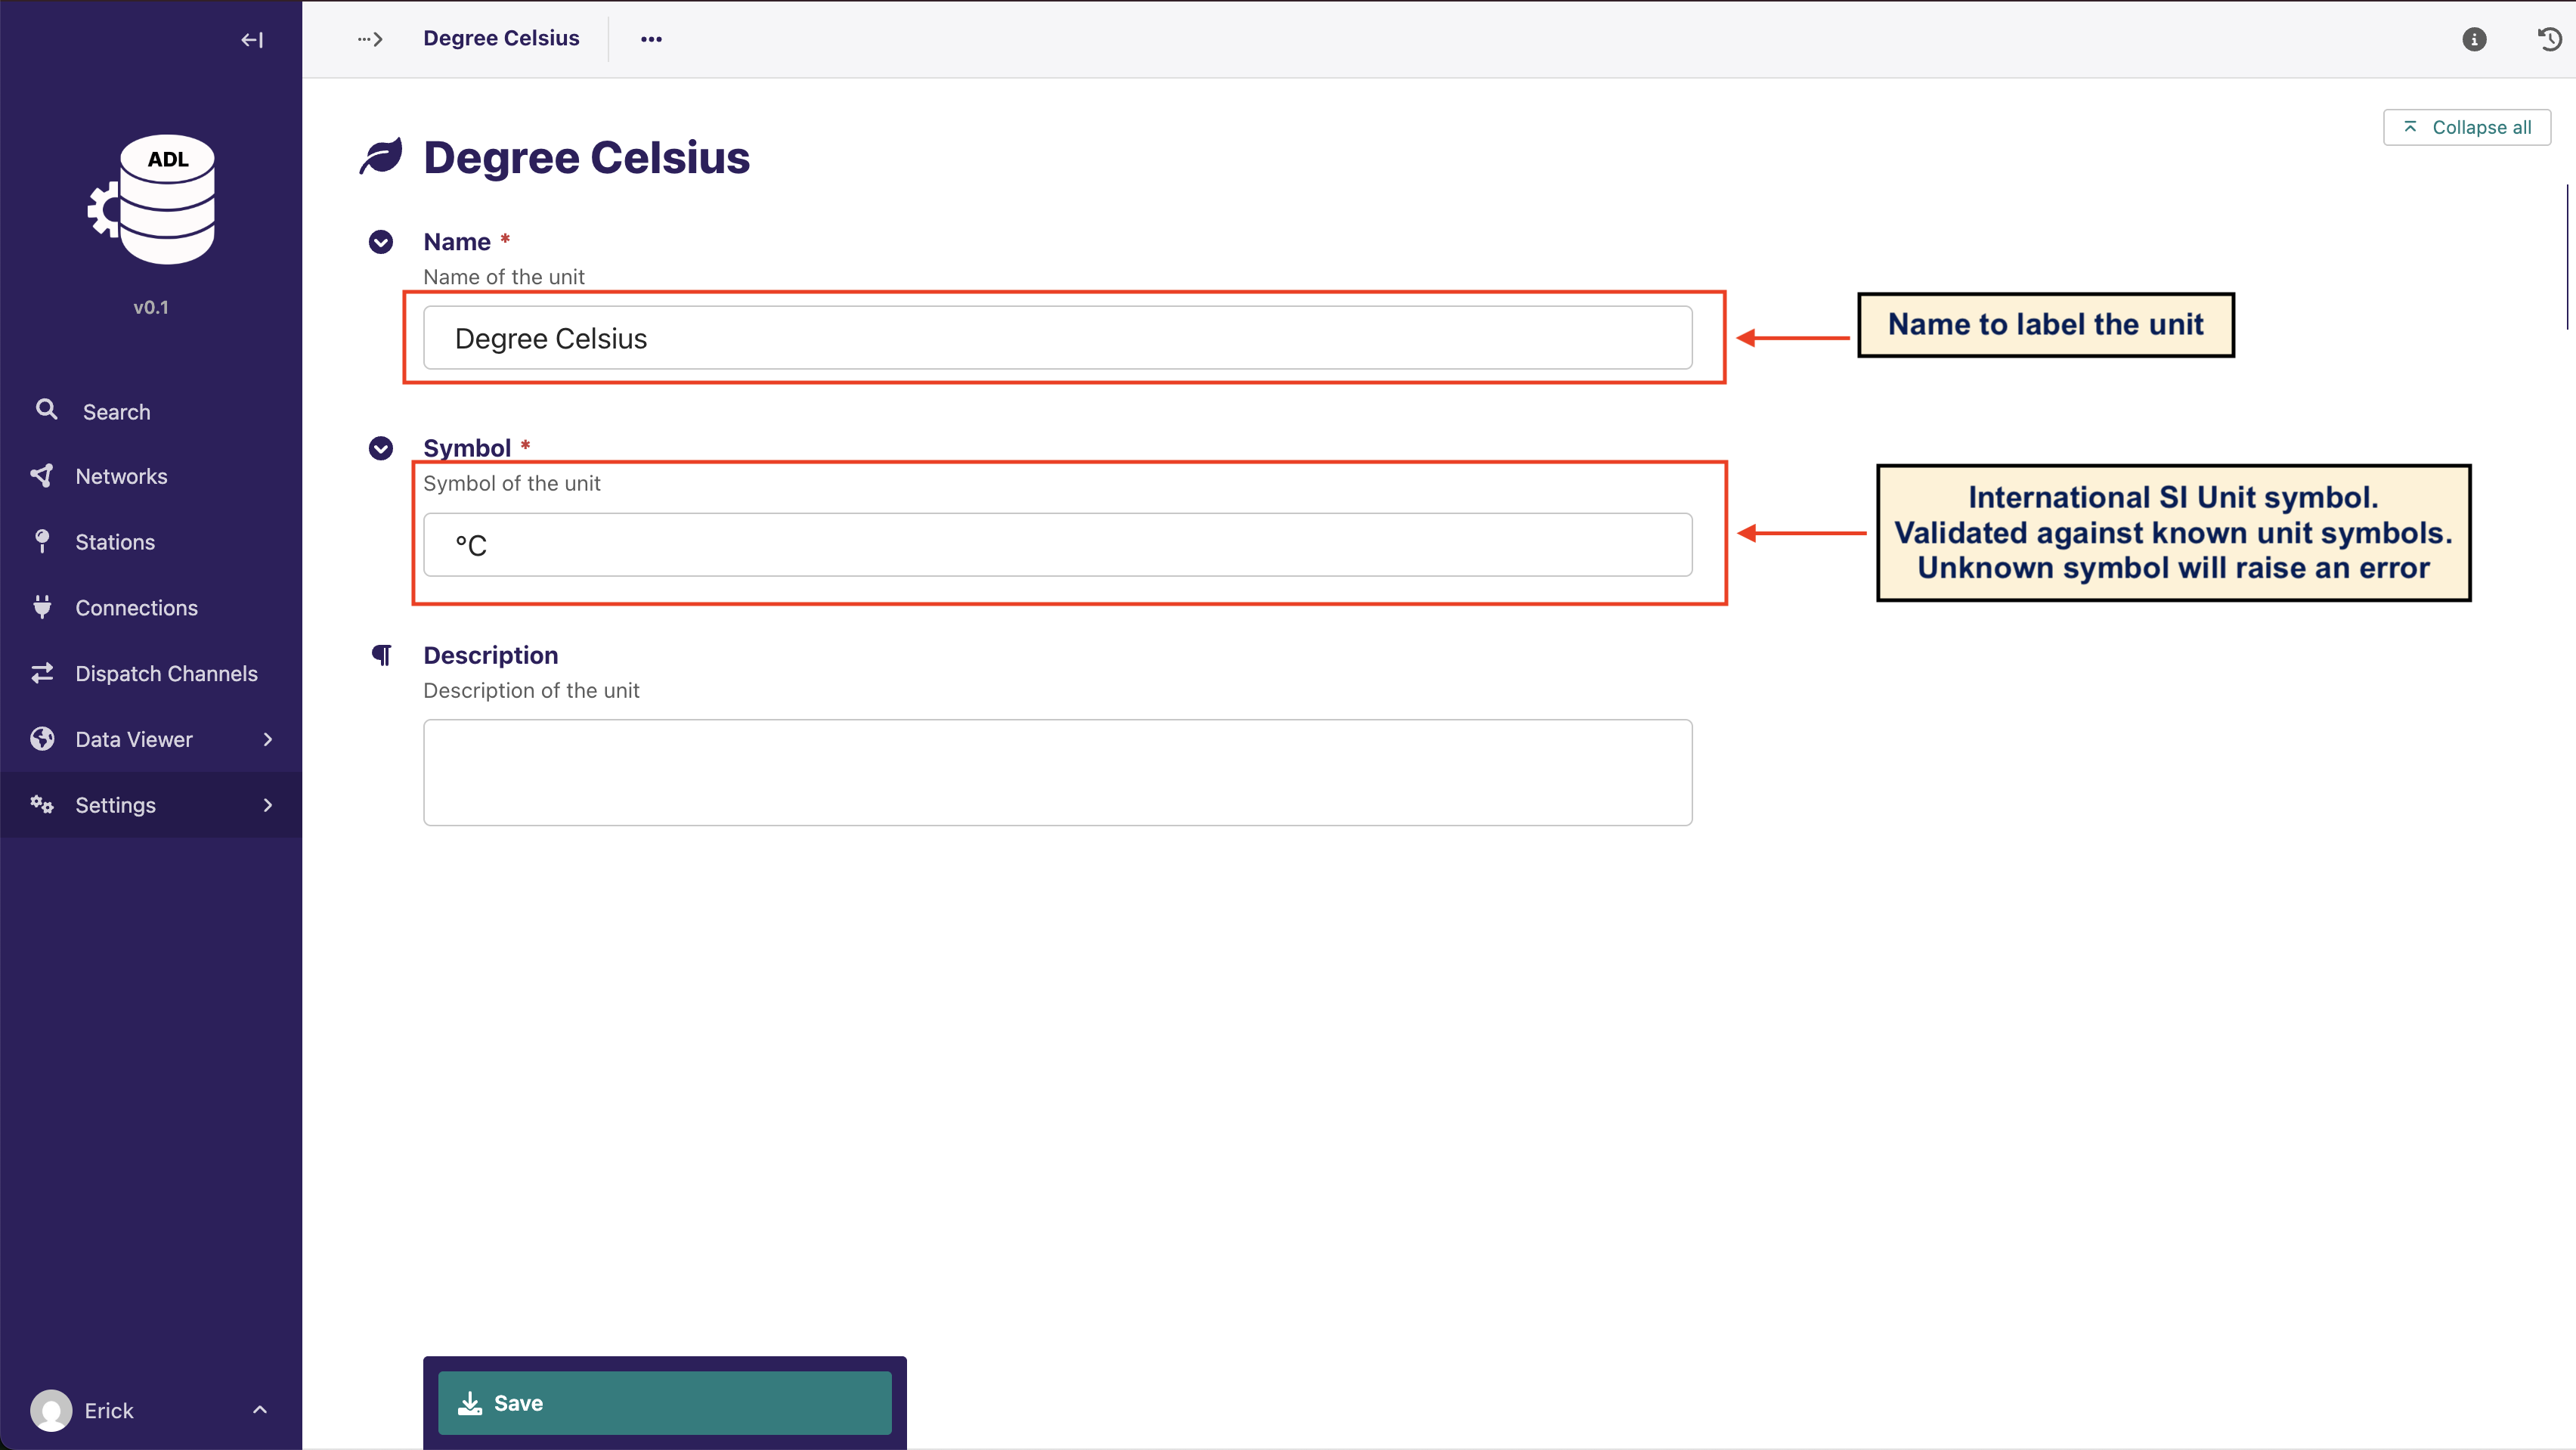 ADL
v0.1
Search
Networks
Stations
Connections
Dispatch Channels
Data Viewer
Settings
Erick
Degree Celsius
Collapse all
Degree Celsius
Name *
Name of the unit
Degree Celsius
Name to label the unit
Symbol *
Symbol of the unit
°C
International SI Unit symbol.
Validated against known unit symbols.
Unknown symbol will raise an error
Description
Description of the unit
Save